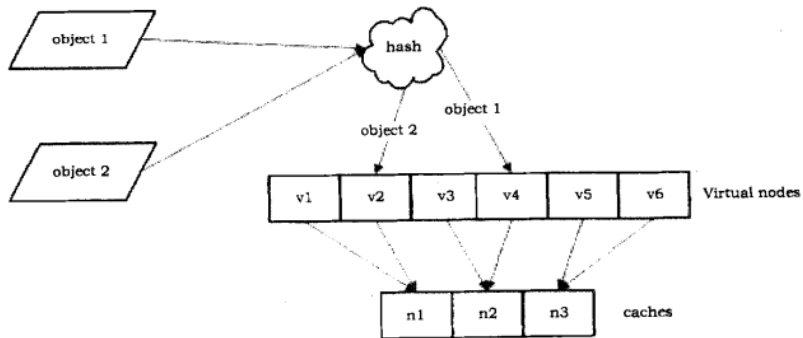 object 1
hash
object 1
object 2
object 2
v1 v2 v3 v4 v5 v6 Virtual nodes
n1 n2 n3 caches